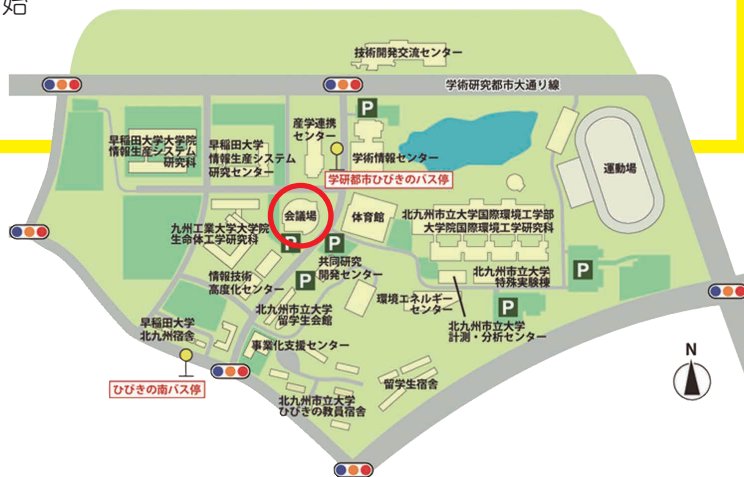 始
技術開発交流センター
学術研究都市大通り線
P
産学連携
センター
早稲田大学大学院
情報生産システム
研究科
早稲田大学
情報生産システム
研究センター
学術情報センター
運動場
学研都市ひびきのバス停
会議場
体育館
北九州市立大学国際環境工学部
大学院国際環境工学研究科
九州工業大学大学院
生命体工学研究科
P
P
共同研究
開発センター
P
情報技術
高度化センター
北九州市立大学
特殊実験棟
P
環境エネルギー
センター
P
北九州市立大学
計測・分析センター
北九州市立大学
留学生会館
早稲田大学
北九州宿舎
事業化支援センター
N
ひびきの南バス停
留学生宿舎
北九州市立大学
ひびきの教員宿舎